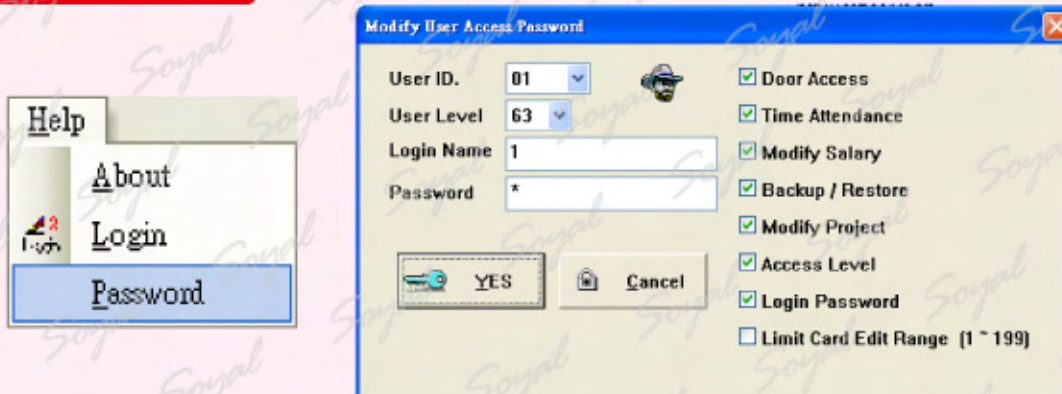 Help
About
Login
Password
Modify User Access/Password
User ID. 01
User Level 63
Login Name 1
Password *
YES
Cancel
Door Access
Time Attendance
Modify Salary
Backup / Restore
Modify Project
Access Level
Login Password
Limit Card Edit Range (1 ~ 199)
Soyal